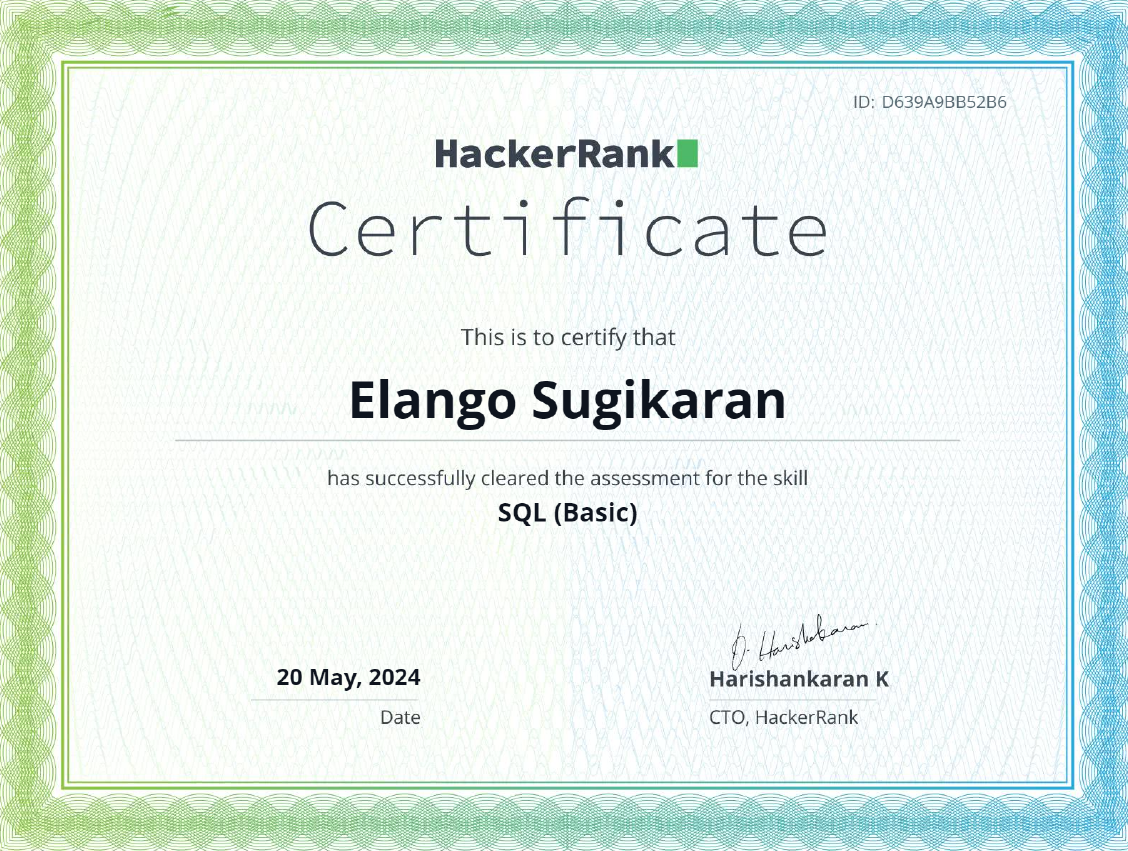 ID: D639A9BB52B6
HackerRank
Certificate
This is to certify that
Elango Sugikaran
has successfully cleared the assessment for the skill
SQL (Basic)
20 May, 2024
Date
Harishankaran K
CTO, HackerRank